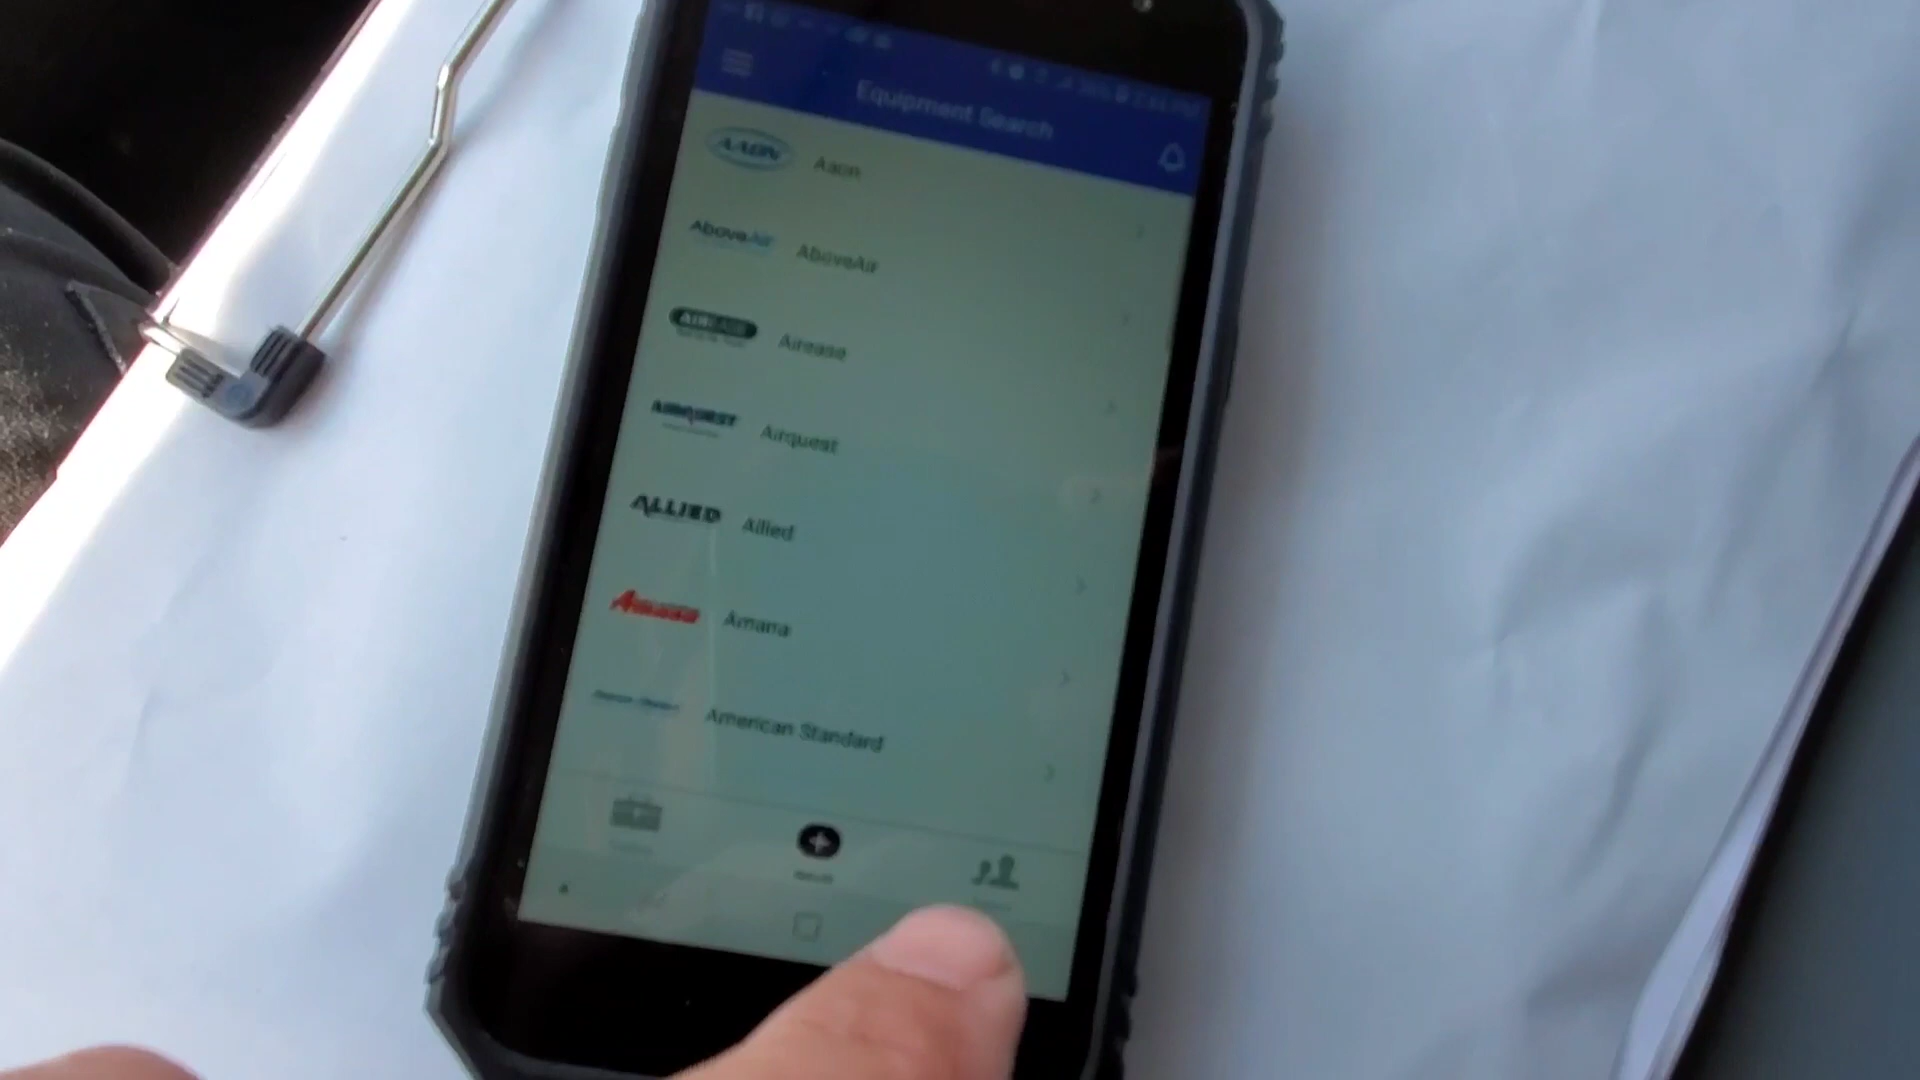 Equipment Search
AAON Aaon
AboveAir AboveAir
AIREASE Airease
AIRQUEST Airquest
ALLIED Allied
Amana Amana
American Standard